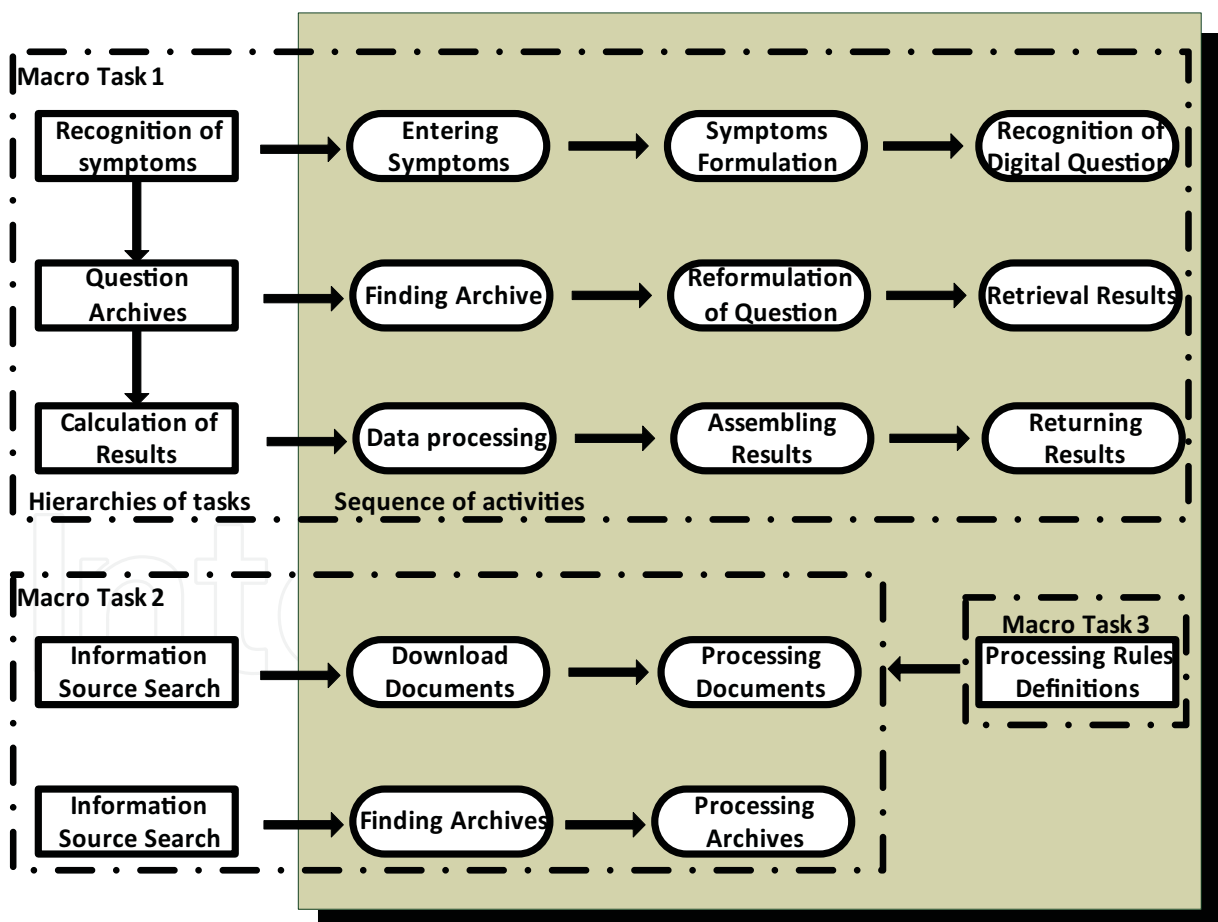 Macro Task 1
Recognition of
symptoms
Entering
Symptoms
Symptoms
Formulation
Recognition of
Digital Question
Question
Archives
Finding Archive
Reformulation
of Question
Retrieval Results
Calculation of
Results
Data processing
Assembling
Results
Returning
Results
Hierarchies of tasks
Sequence of activities
Macro Task 2
Information
Source Search
Download
Documents
Processing
Documents
Macro Task 3
Processing Rules
Definitions
Information
Source Search
Finding Archives
Processing
Archives